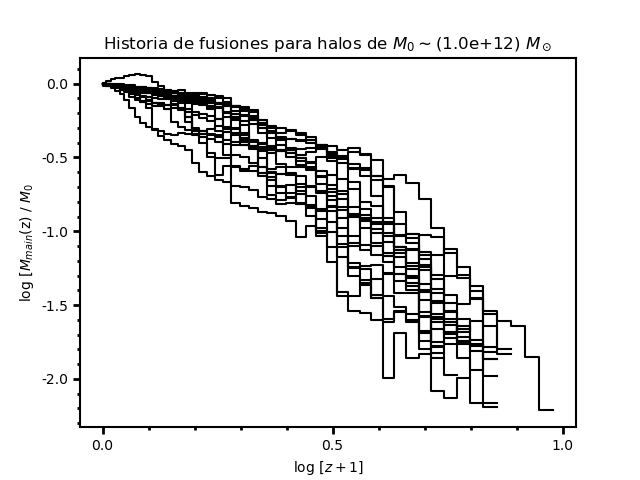 Historia de fusiones para halos de M₀ ~ (1.0e+12) M⊙
log [M_main(z) / M₀
0.0
-0.5
-1.0
-1.5
-2.0
0.0 0.5 1.0
log [z + 1]